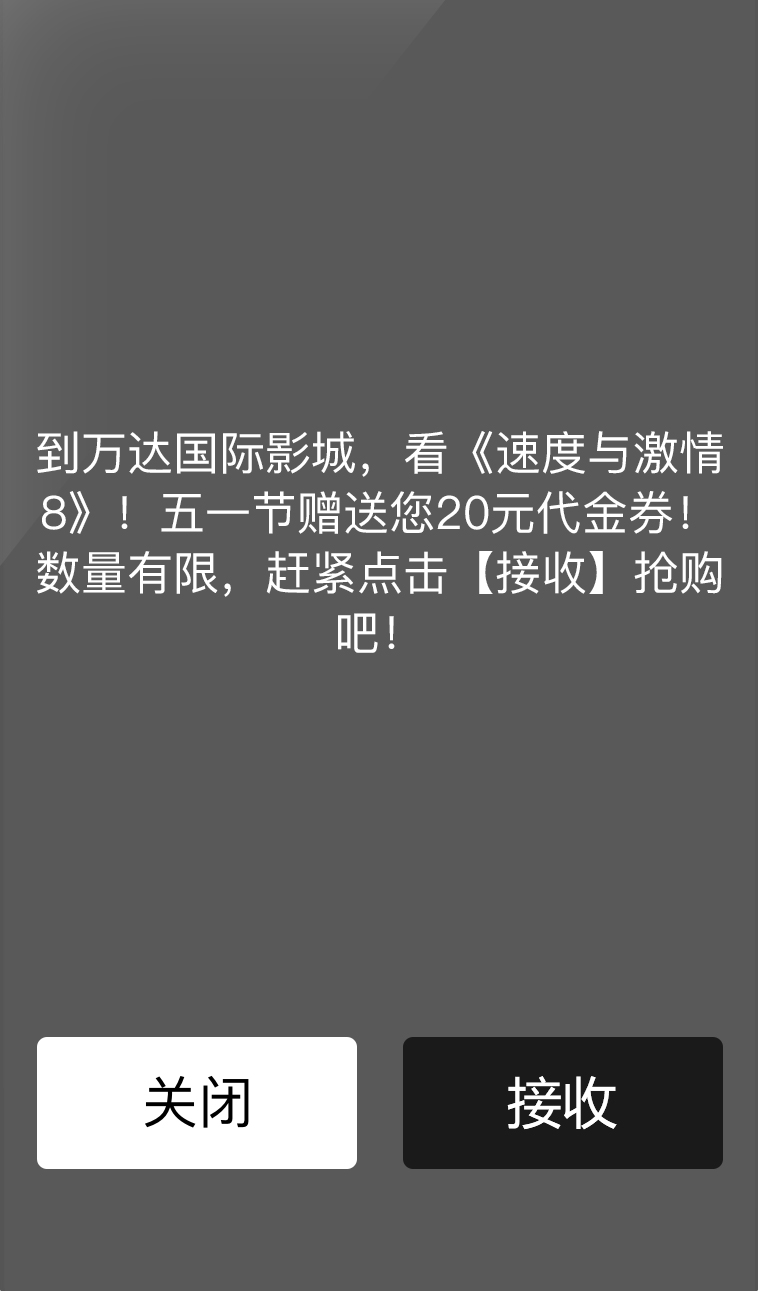 到万达国际影城，看《速度与激情
8》！五一节赠送您20元代金券！
数量有限，赶紧点击【接收】抢购
吧！
关闭
接收